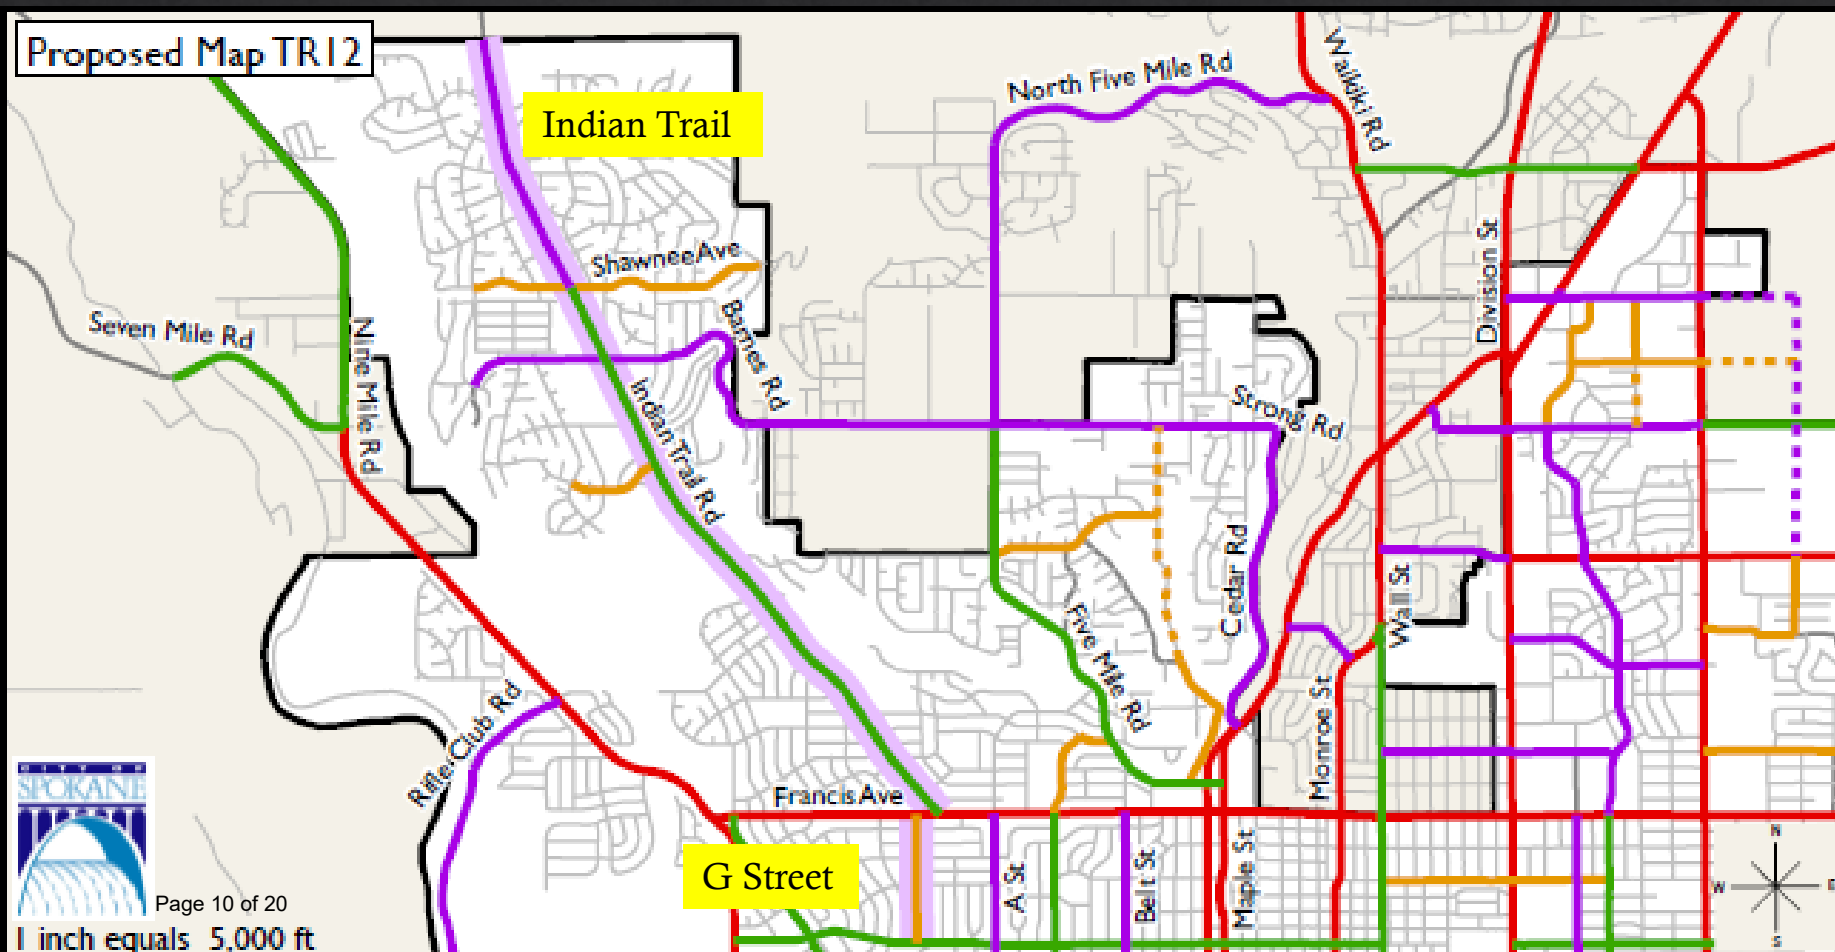 Proposed Map TR12
Indian Trail
North Five Mile Rd
Waikiki Rd
Shawnee Ave
Division St
Seven Mile Rd
Nine Mile Rd
Barnes Rd
Indian Trail Rd
Strong Rd
Cedar Rd
Wall St
Five Mile Rd
Monroe St
Rifle Club Rd
Francis Ave
CITY OF
SPOKANE
G Street
A St
Belt St
Maple St
N
W
E
S
Page 10 of 20
1 inch equals 5,000 ft